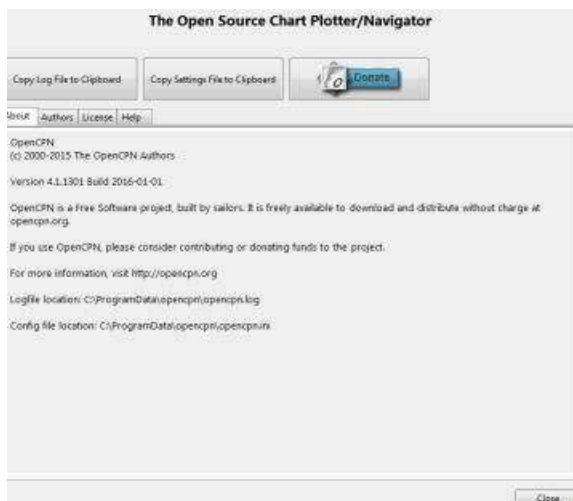 The Open Source Chart Plotter/Navigator
Copy Log File to Clipboard
Copy Settings File to Clipboard
Donate
About
Authors
License
Help
OpenCPN
(c) 2000-2015 The OpenCPN Authors
Version 4.1.1301 Build 2016-01-01
OpenCPN is a Free Software project, built by sailors. It is freely available to download and distribute without charge at
opencpn.org.
If you use OpenCPN, please consider contributing or donating funds to the project.
For more information, visit http://opencpn.org
Logfile location: C:\ProgramData\opencpn\opencpn.log
Config file location: C:\ProgramData\opencpn\opencpn.ini
Close